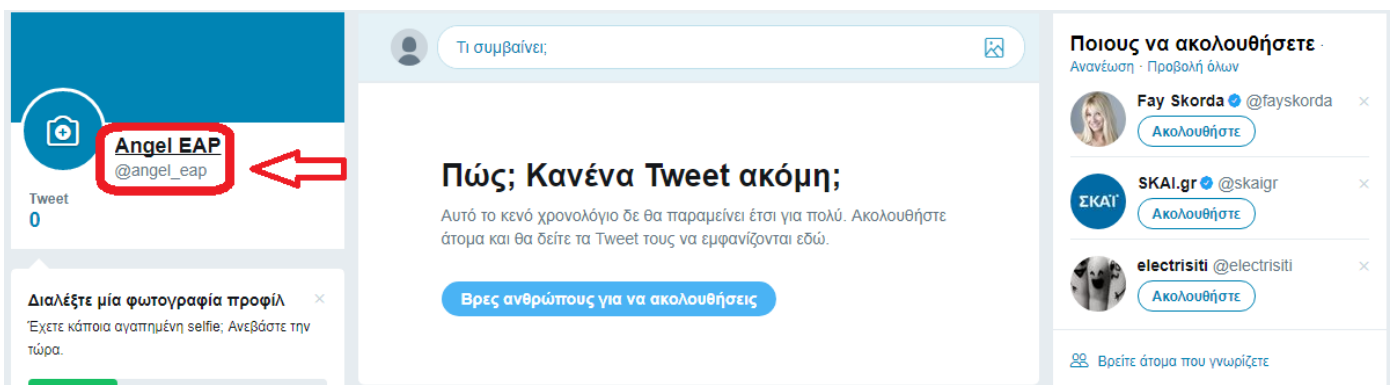 Angel EAP
@angel_eap
Tweet
0
Διαλέξτε μία φωτογραφία προφίλ ×
Έχετε κάποια αγαπημένη selfie; Ανεβάστε την
τώρα.
Τι συμβαίνει;
Πώς; Κανένα Tweet ακόμη;
Αυτό το κενό χρονολόγιο δε θα παραμείνει έτσι για πολύ. Ακολουθήστε
άτομα και θα δείτε τα Tweet τους να εμφανίζονται εδώ.
Βρες ανθρώπους για να ακολουθήσεις
Ποιους να ακολουθήσετε ·
Ανανέωση · Προβολή όλων
Fay Skorda @fayskorda ×
Ακολουθήστε
ΣΚΑΪ
SKAI.gr @skaigr ×
Ακολουθήστε
electrisiti @electrisiti ×
Ακολουθήστε
Βρείτε άτομα που γνωρίζετε